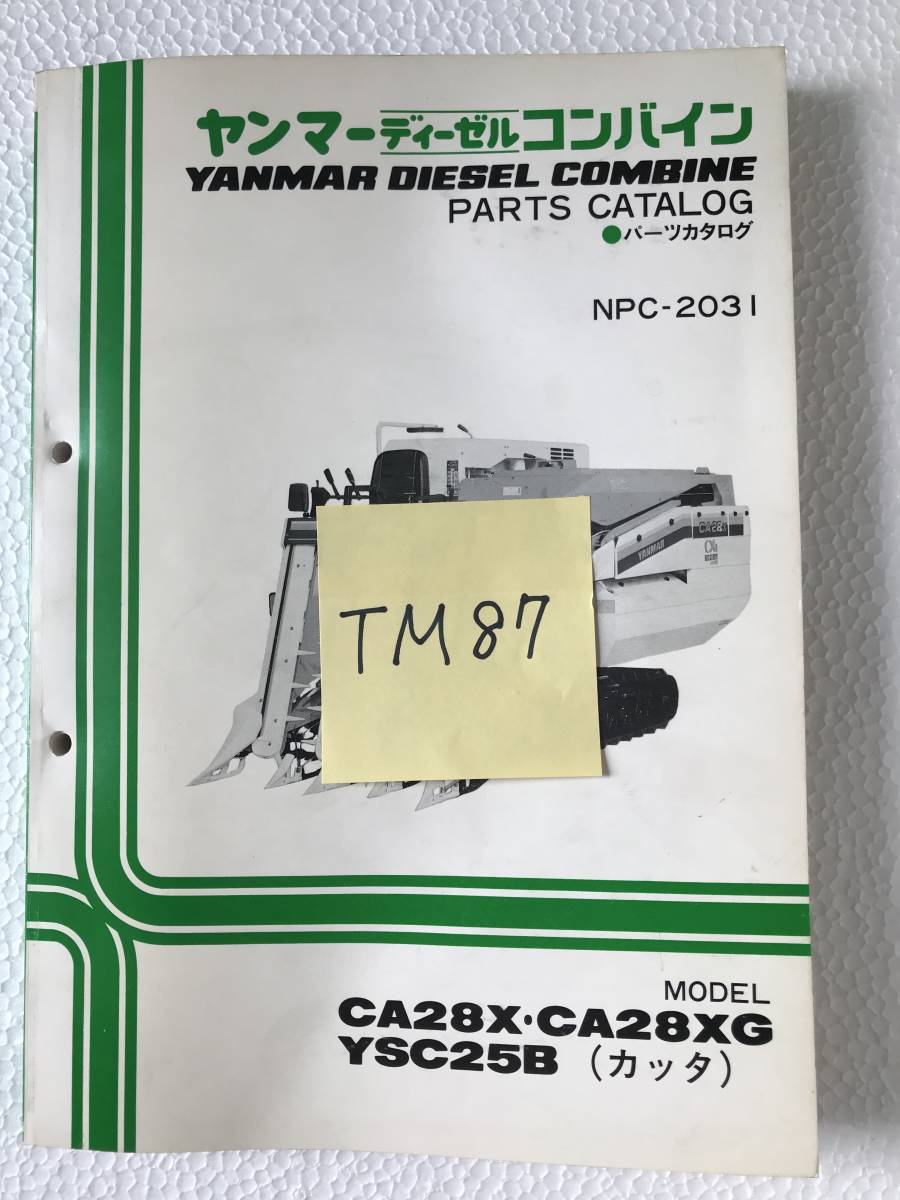 ヤンマーディーゼルコンバイン
YANMAR DIESEL COMBINE
PARTS CATALOG
●パーツカタログ
NPC-2031
CA28X
YANMAR
TM87
MODEL
CA28X・CA28XG
YSC25B (カッタ)